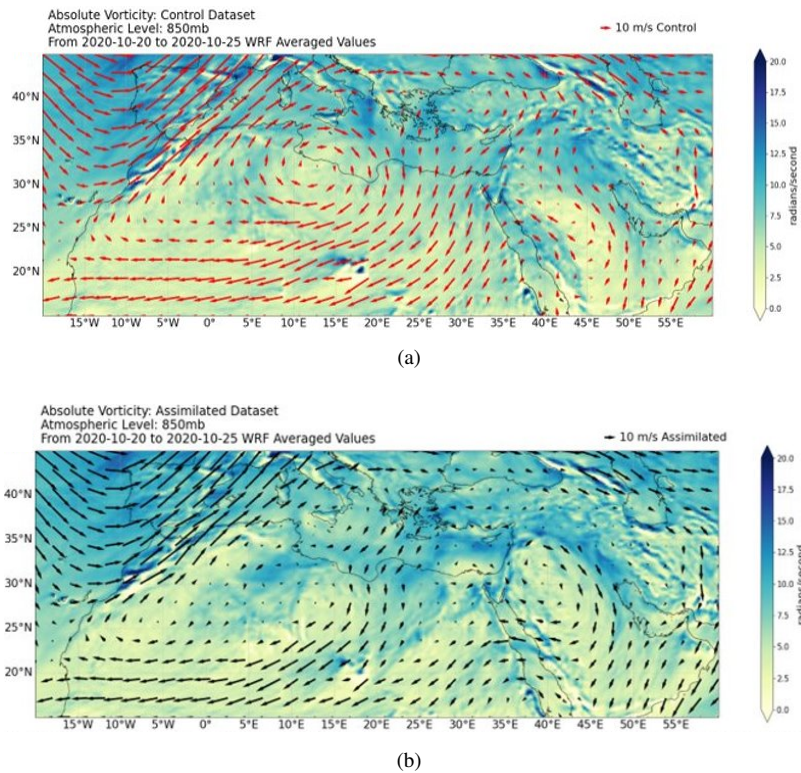 Absolute Vorticity: Control Dataset
Atmospheric Level: 850mb
From 2020-10-20 to 2020-10-25 WRF Averaged Values
10 m/s Control
40°N
35°N
30°N
25°N
20°N
15°W 10°W 5°W 0° 5°E 10°E 15°E 20°E 25°E 30°E 35°E 40°E 45°E 50°E 55°E
20.0
17.5
15.0
12.5
10.0
7.5
5.0
2.5
0.0
radians/second
(a)
Absolute Vorticity: Assimilated Dataset
Atmospheric Level: 850mb
From 2020-10-20 to 2020-10-25 WRF Averaged Values
10 m/s Assimilated
40°N
35°N
30°N
25°N
20°N
15°W 10°W 5°W 0° 5°E 10°E 15°E 20°E 25°E 30°E 35°E 40°E 45°E 50°E 55°E
20.0
17.5
15.0
12.5
10.0
7.5
5.0
2.5
0.0
radians/second
(b)